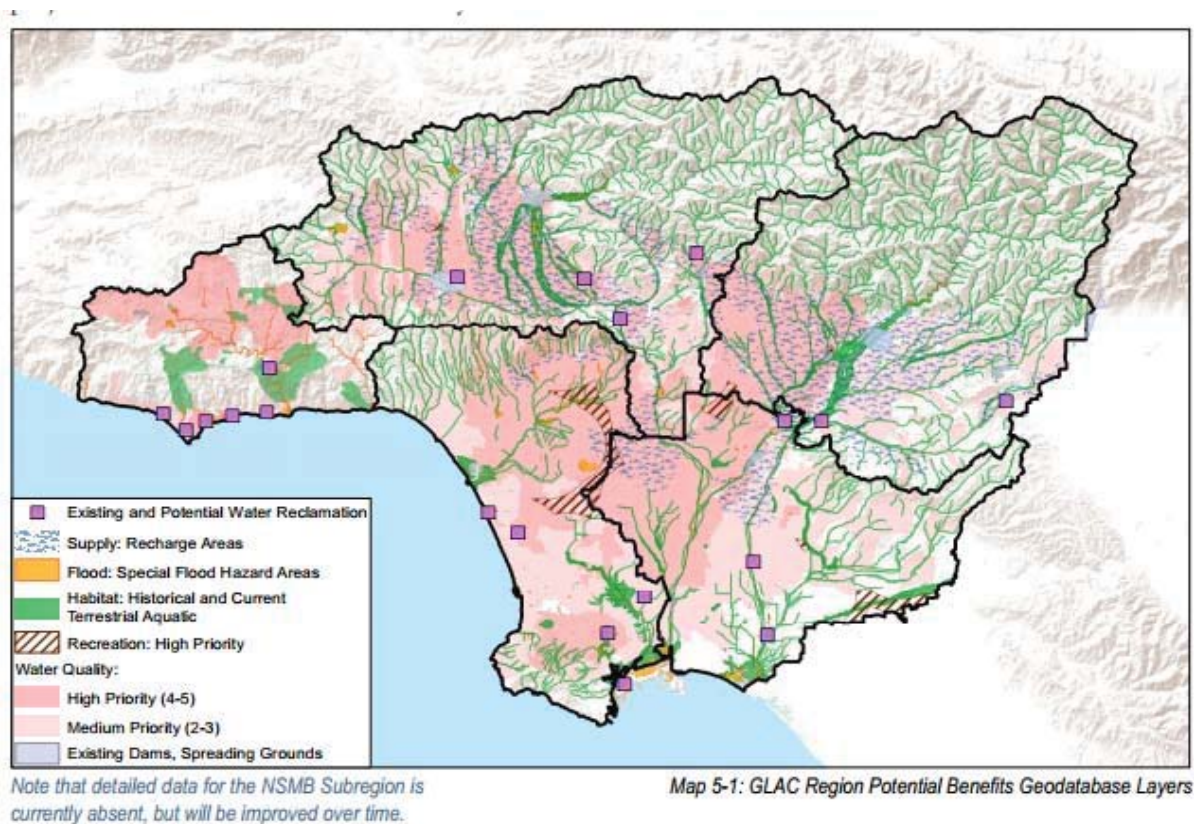 Existing and Potential Water Reclamation
Supply: Recharge Areas
Flood: Special Flood Hazard Areas
Habitat: Historical and Current
Terrestrial Aquatic
Recreation: High Priority
Water Quality:
High Priority (4-5)
Medium Priority (2-3)
Existing Dams, Spreading Grounds
Note that detailed data for the NSMB Subregion is
currently absent, but will be improved over time.
Map 5-1: GLAC Region Potential Benefits Geodatabase Layers